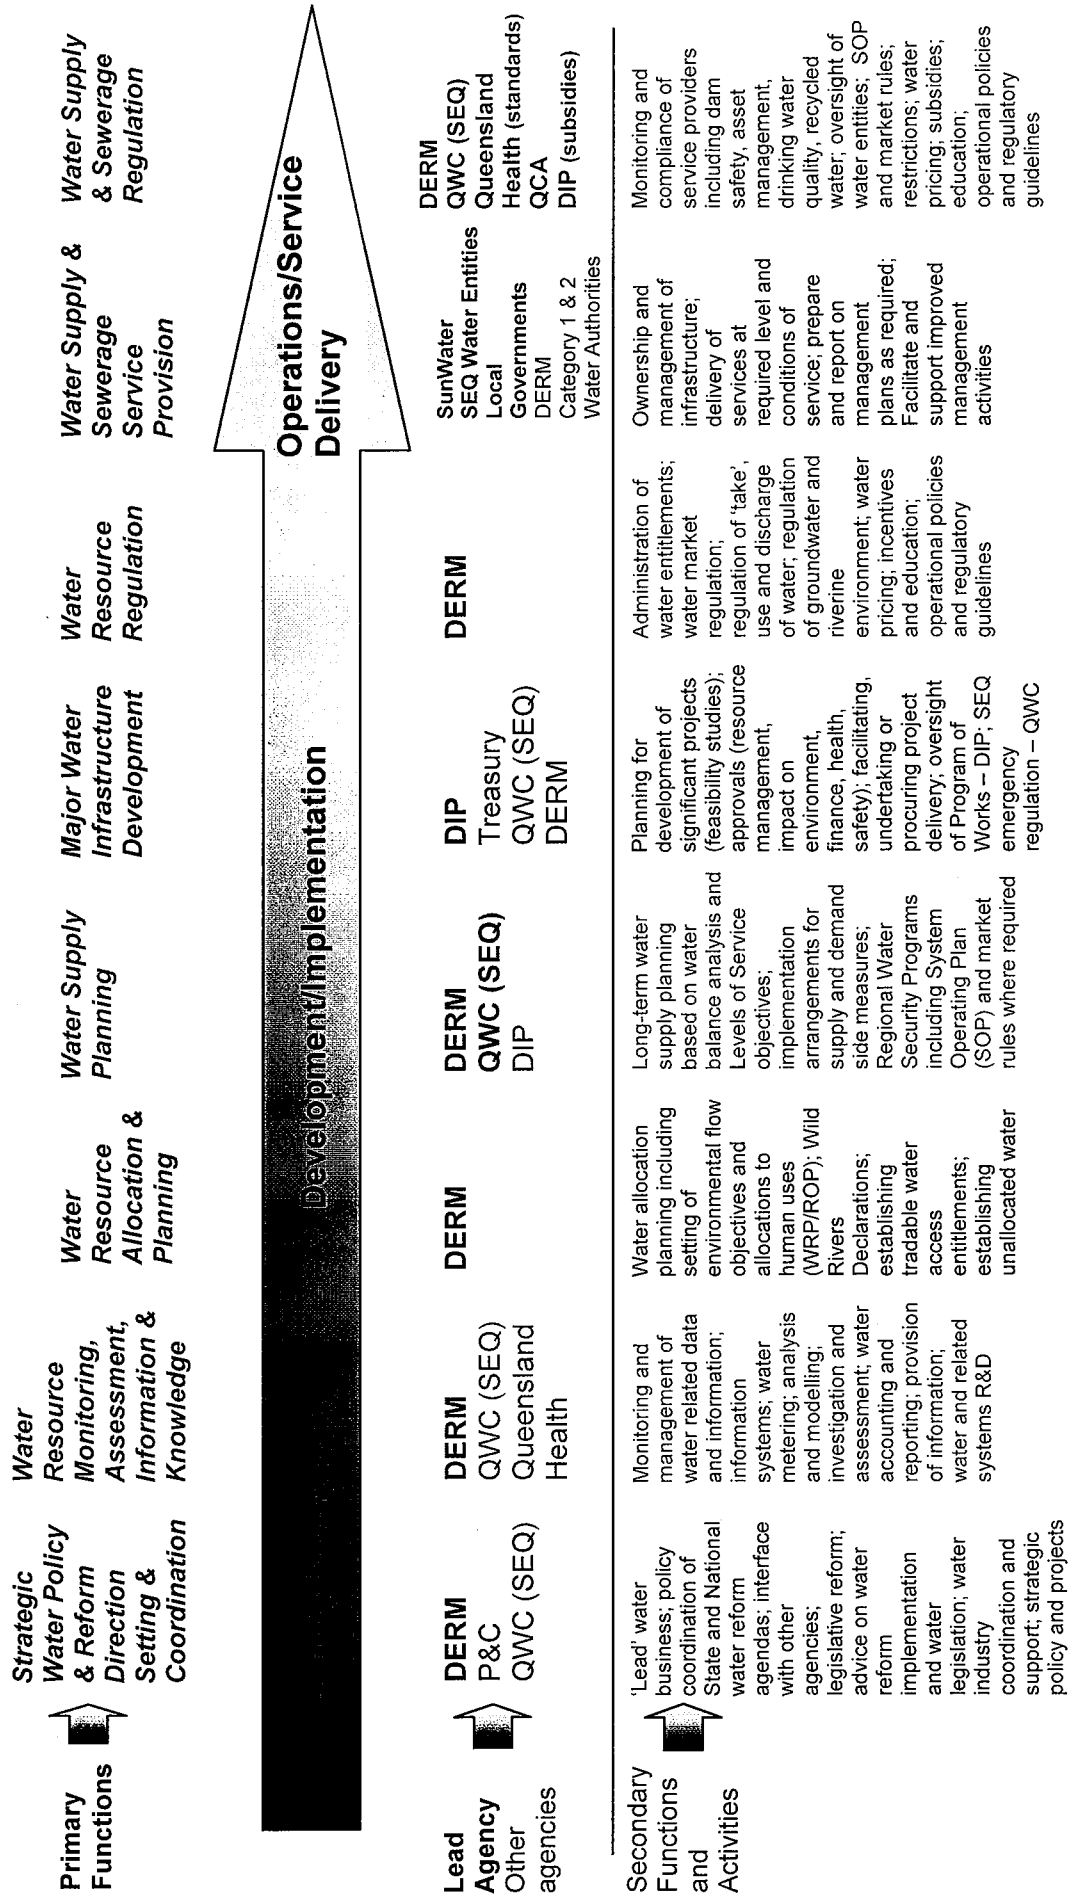 Primary
Functions
Strategic
Water Policy
& Reform
Direction
Setting &
Coordination
Water
Resource
Monitoring,
Assessment,
Information &
Knowledge
Water
Resource
Allocation &
Planning
Water Supply
Planning
Major Water
Infrastructure
Development
Water
Resource
Regulation
Water Supply &
Sewerage
Service
Provision
Water Supply
& Sewerage
Regulation
Development/Implementation
Operations/Service
Delivery
Lead
Agency
Other
agencies
DERM
P&C
QWC (SEQ)
DERM
QWC (SEQ)
Queensland
Health
DERM
DERM
QWC (SEQ)
DIP
DIP
Treasury
QWC (SEQ)
DERM
DERM
SunWater
SEQ Water Entities
Local
Governments
DERM
Category 1 & 2
Water Authorities
DERM
QWC (SEQ)
Queensland
Health (standards)
QCA
DIP (subsidies)
Secondary
Functions
and
Activities
'Lead' water
business; policy
coordination of
State and National
water reform
agendas; interface
with other
agencies;
legislative reform;
advice on water
reform
implementation
and water
legislation; water
industry
coordination and
support; strategic
policy and projects
Monitoring and
management of
water related data
and information;
information
systems; water
metering; analysis
and modelling;
investigation and
assessment; water
accounting and
reporting; provision
of information;
water and related
systems R&D
Water allocation
planning including
setting of
environmental flow
objectives and
allocations to
human uses
(WRP/ROP); Wild
Rivers
Declarations;
establishing
tradable water
access
entitlements;
establishing
unallocated water
Long-term water
supply planning
based on water
balance analysis and
Levels of Service
objectives;
implementation
arrangements for
supply and demand
side measures;
Regional Water
Security Programs
including System
Operating Plan
(SOP) and market
rules where required
Planning for
development of
significant projects
(feasibility studies);
approvals (resource
management,
impact on
environment,
finance, health,
safety); facilitating,
undertaking or
procuring project
delivery; oversight
of Program of
Works – DIP; SEQ
emergency
regulation – QWC
Administration of
water entitlements;
water market
regulation;
regulation of 'take',
use and discharge
of water; regulation
of groundwater and
riverine
environment; water
pricing; incentives
and education;
operational policies
and regulatory
guidelines
Ownership and
management of
infrastructure;
delivery of
services at
required level and
conditions of
service; prepare
and report on
management
plans as required;
Facilitate and
support improved
management
activities
Monitoring and
compliance of
service providers
including dam
safety, asset
management,
drinking water
quality, recycled
water; oversight of
water entities; SOP
and market rules;
restrictions; water
pricing; subsidies;
education;
operational policies
and regulatory
guidelines